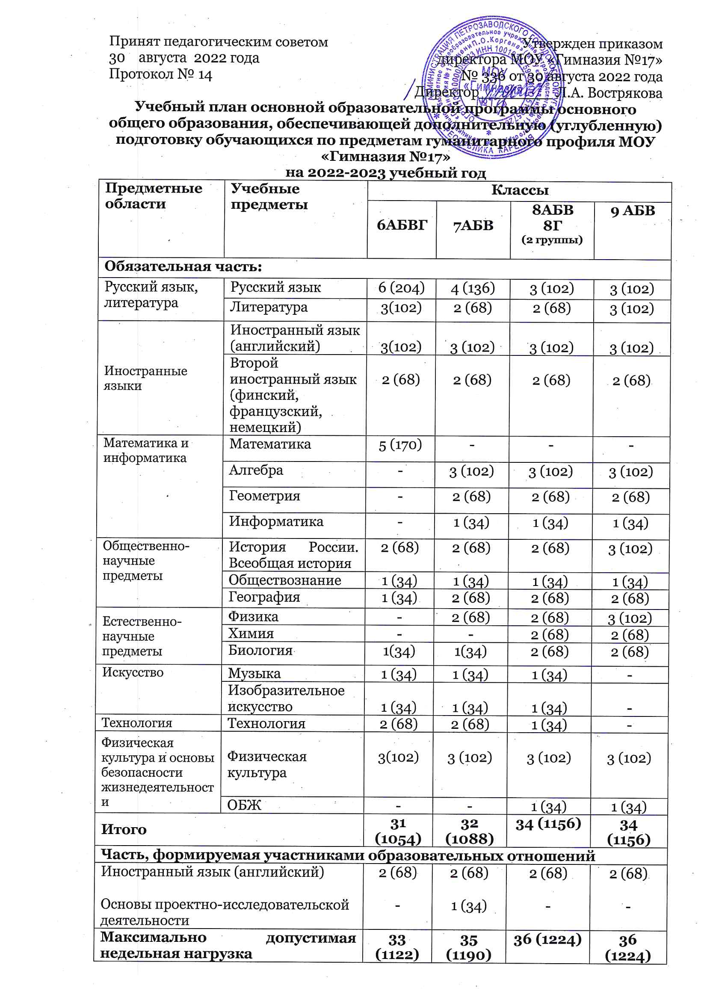 Принят педагогическим советом
30 августа 2022 года
Протокол № 14
Утвержден приказом
директора МОУ «Гимназия №17»
№ 336 от 30 августа 2022 года
Директор Л.А. Вострякова
АДМИНИСТРАЦИЯ ПЕТРОЗАВОДСКОГО ГОРОДСКОГО ОКРУГА
РЕСПУБЛИКА КАРЕЛИЯ
МОУ
«Гимназия
№17»
Учебный план основной образовательной программы основного
общего образования, обеспечивающей дополнительную (углубленную)
подготовку обучающихся по предметам гуманитарного профиля МОУ
«Гимназия №17»
на 2022-2023 учебный год
Предметные области Учебные предметы Классы
6АБВГ 7АБВ 8АБВ 8Г (2 группы) 9 АБВ
Обязательная часть:
Русский язык, литература Русский язык 6 (204) 4 (136) 3 (102) 3 (102)
Литература 3(102) 2 (68) 2 (68) 3 (102)
Иностранные языки Иностранный язык (английский) 3(102) 3 (102) 3 (102) 3 (102)
Второй иностранный язык (финский, французский, немецкий) 2 (68) 2 (68) 2 (68) 2 (68)
Математика и информатика Математика 5 (170) - - -
Алгебра - 3 (102) 3 (102) 3 (102)
Геометрия - 2 (68) 2 (68) 2 (68)
Информатика - 1 (34) 1 (34) 1 (34)
Общественно-научные предметы История России. Всеобщая история 2 (68) 2 (68) 2 (68) 3 (102)
Обществознание 1 (34) 1 (34) 1 (34) 1 (34)
География 1 (34) 2 (68) 2 (68) 2 (68)
Естественно-научные предметы Физика - 2 (68) 2 (68) 3 (102)
Химия - - 2 (68) 2 (68)
Биология 1(34) 1(34) 2 (68) 2 (68)
Искусство Музыка 1 (34) 1 (34) 1 (34) -
Изобразительное искусство 1 (34) 1 (34) 1 (34) -
Технология Технология 2 (68) 2 (68) 1 (34) -
Физическая культура и основы безопасности жизнедеятельности Физическая культура 3(102) 3 (102) 3 (102) 3 (102)
ОБЖ - - 1 (34) 1 (34)
Итого 31 (1054) 32 (1088) 34 (1156) 34 (1156)
Часть, формируемая участниками образовательных отношений
Иностранный язык (английский) 2 (68) 2 (68) 2 (68) 2 (68)
Основы проектно-исследовательской деятельности - 1 (34) - -
Максимально допустимая недельная нагрузка 33 (1122) 35 (1190) 36 (1224) 36 (1224)